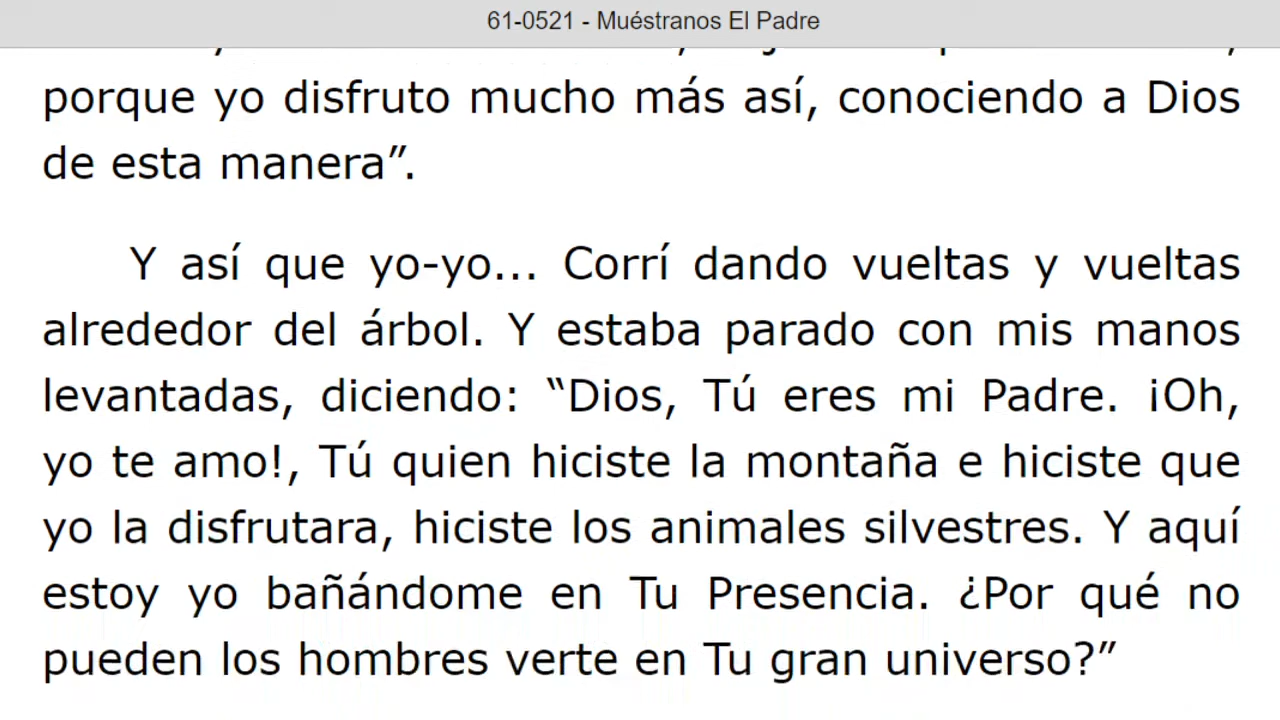 61-0521 - Muéstranos El Padre
porque yo disfruto mucho más así, conociendo a Dios
de esta manera”.
Y así que yo-yo... Corrí dando vueltas y vueltas
alrededor del árbol. Y estaba parado con mis manos
levantadas, diciendo: “Dios, Tú eres mi Padre. ¡Oh,
yo te amo!, Tú quien hiciste la montaña e hiciste que
yo la disfrutara, hiciste los animales silvestres. Y aquí
estoy yo bañándome en Tu Presencia. ¿Por qué no
pueden los hombres verte en Tu gran universo?”